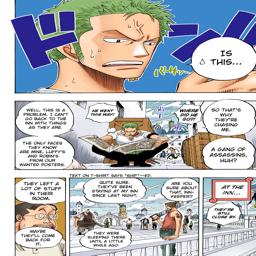 IS
THIS...
WELL, THIS IS A
PROBLEM. I CAN'T
GO BACK TO
THE INN WITH THINGS
AS THEY ARE.
THE ONLY FACES
THEY KNOW
ARE MINE, LUFFY'S
AND ROBIN'S
FROM OUR
WANTED POSTERS
HE WENT
THIS WAY!
WHERE
DID HE
GO?
SO THAT'S
WHY
THEY'RE
CHASING
ME.
A GANG OF
ASSASSINS,
HUH?
TEXT ON T-SHIRT SAYS
THEY LEFT A
LOT OF STUFF
IN THEIR
ROOM.
MAYBE
THEY'LL COME
BACK FOR
IT.
QUITE SURE.
THEY'VE BEEN
STAYING AT MY INN
SINCE LAST NIGHT.
THEY WERE
SLEEPING THERE
UNTIL A LITTLE
WHILE AGO.
ARE YOU
SURE ABOUT
THAT, INN-
KEEPER?
AT THE
INN...
THEY'RE
STILL
CLOSE BY.